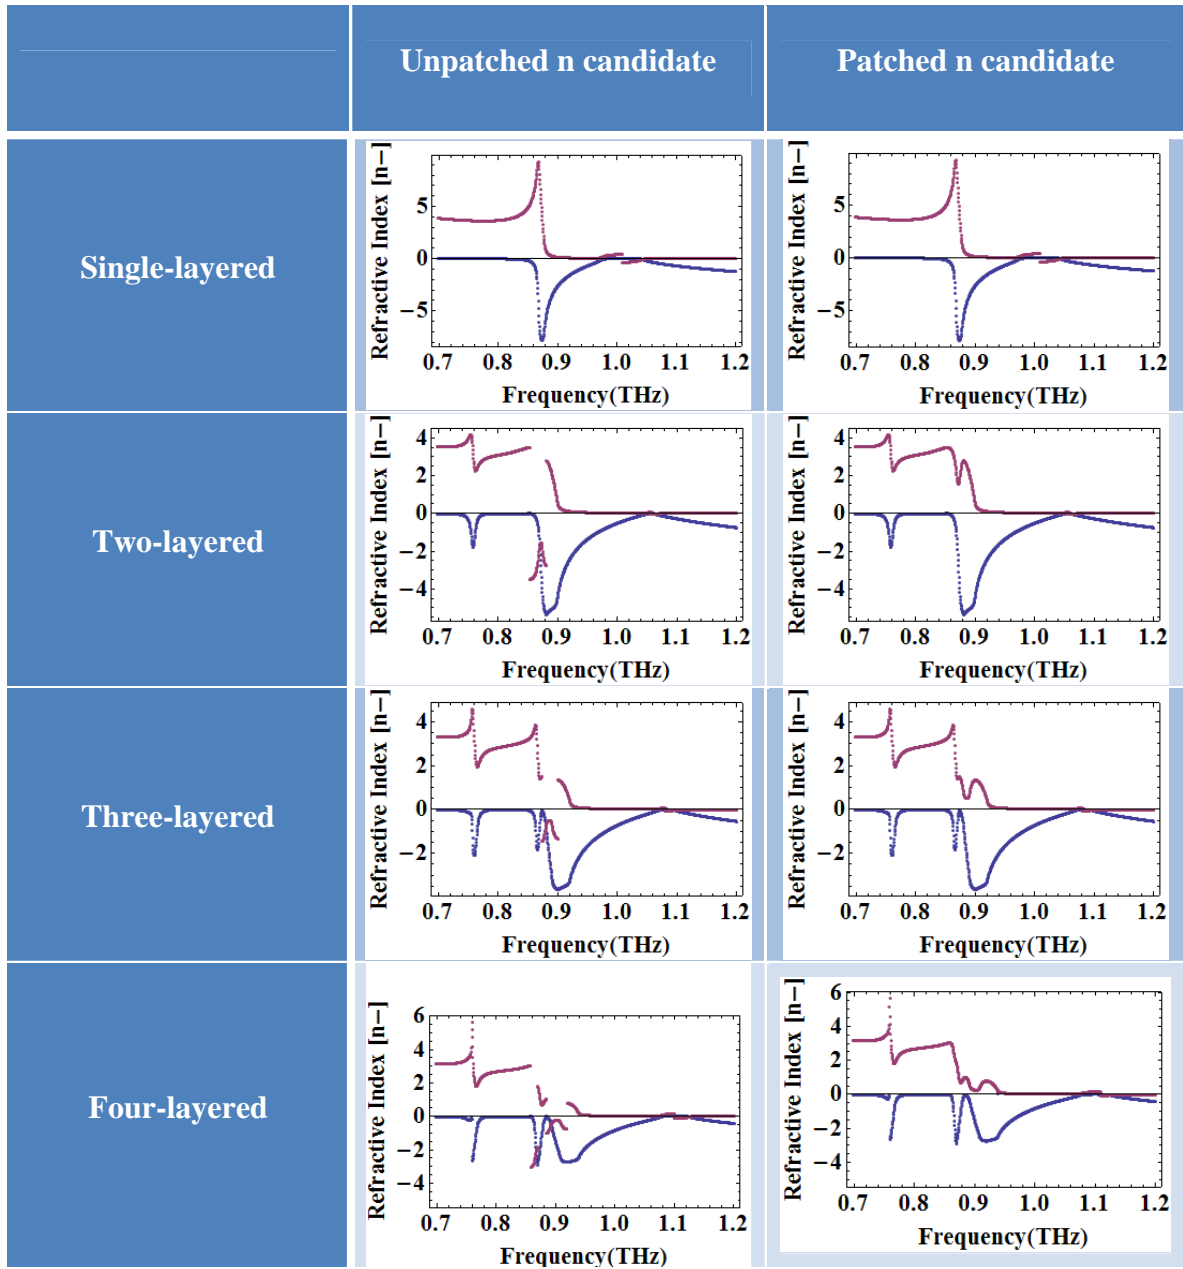 Unpatched n candidate
Patched n candidate
Single-layered
Refractive Index [n−]
5
0
−5
0.7 0.8 0.9 1.0 1.1 1.2
Frequency(THz)
Refractive Index [n−]
5
0
−5
0.7 0.8 0.9 1.0 1.1 1.2
Frequency(THz)
Two-layered
Refractive Index [n−]
4
2
0
−2
−4
0.7 0.8 0.9 1.0 1.1 1.2
Frequency(THz)
Refractive Index [n−]
4
2
0
−2
−4
0.7 0.8 0.9 1.0 1.1 1.2
Frequency(THz)
Three-layered
Refractive Index [n−]
4
2
0
−2
0.7 0.8 0.9 1.0 1.1 1.2
Frequency(THz)
Refractive Index [n−]
4
2
0
−2
0.7 0.8 0.9 1.0 1.1 1.2
Frequency(THz)
Four-layered
Refractive Index [n−]
6
4
2
0
−2
−4
0.7 0.8 0.9 1.0 1.1 1.2
Frequency(THz)
Refractive Index [n−]
6
4
2
0
−2
−4
0.7 0.8 0.9 1.0 1.1 1.2
Frequency(THz)